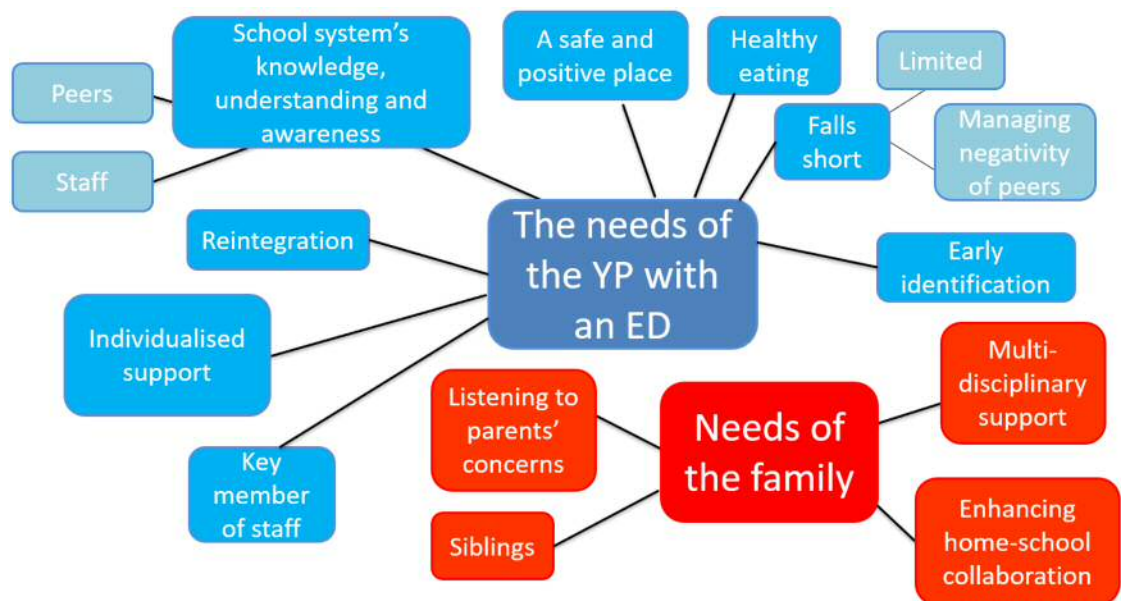 School system's
knowledge,
understanding and
awareness
Peers
Staff
A safe and
positive place
Healthy
eating
Limited
Falls
short
Managing
negativity
of peers
The needs of
the YP with
an ED
Reintegration
Early
identification
Individualised
support
Key
member
of staff
Listening to
parents'
concerns
Needs of
the family
Multi-
disciplinary
support
Siblings
Enhancing
home-school
collaboration